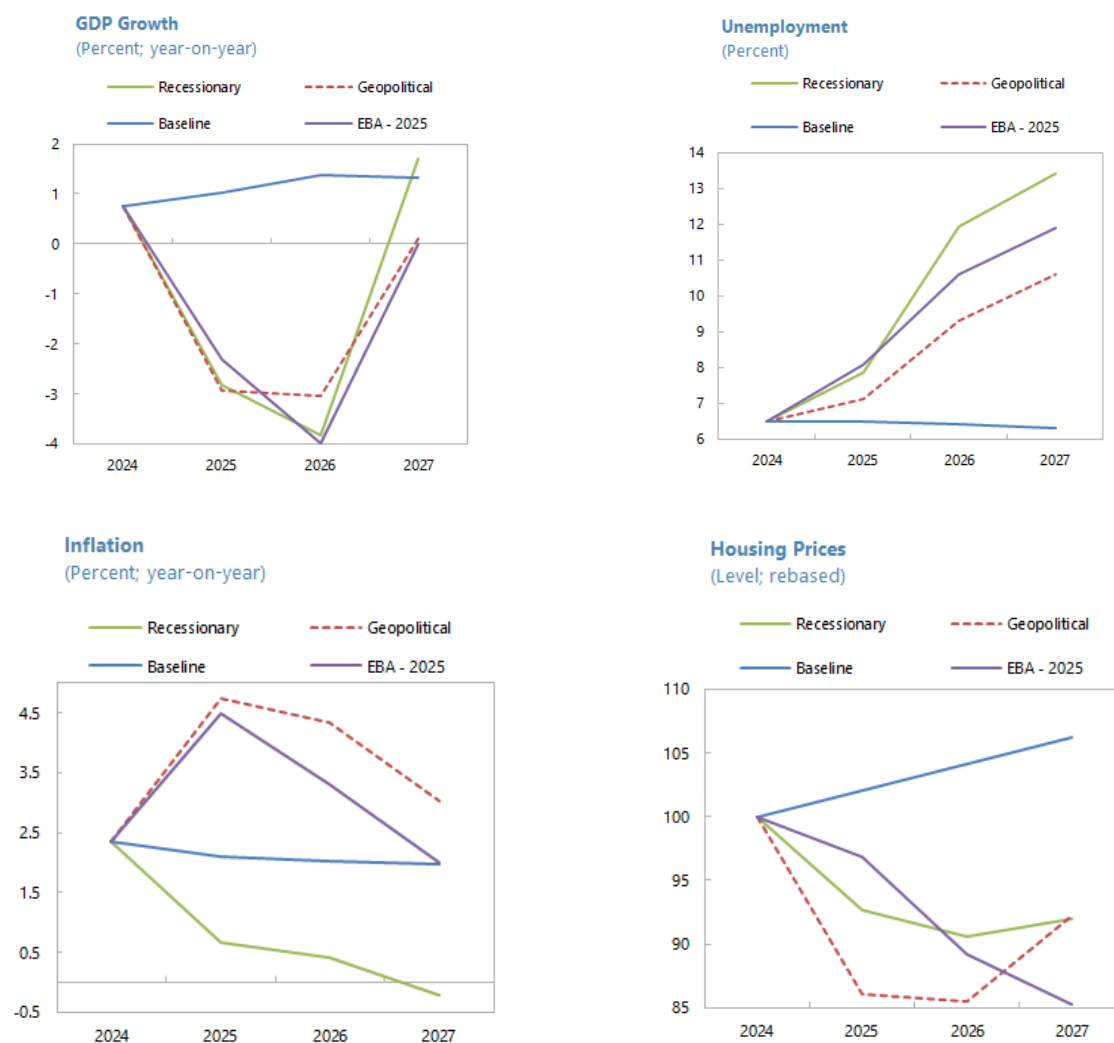 GDP Growth
(Percent; year-on-year)
Recessionary
Geopolitical
Baseline
EBA - 2025
2
1
0
-1
-2
-3
-4
2024 2025 2026 2027
Unemployment
(Percent)
Recessionary
Geopolitical
Baseline
EBA - 2025
14
13
12
11
10
9
8
7
6
2024 2025 2026 2027
Inflation
(Percent; year-on-year)
Recessionary
Geopolitical
Baseline
EBA - 2025
4.5
3.5
2.5
1.5
0.5
-0.5
2024 2025 2026 2027
Housing Prices
(Level; rebased)
Recessionary
Geopolitical
Baseline
EBA - 2025
110
105
100
95
90
85
2024 2025 2026 2027